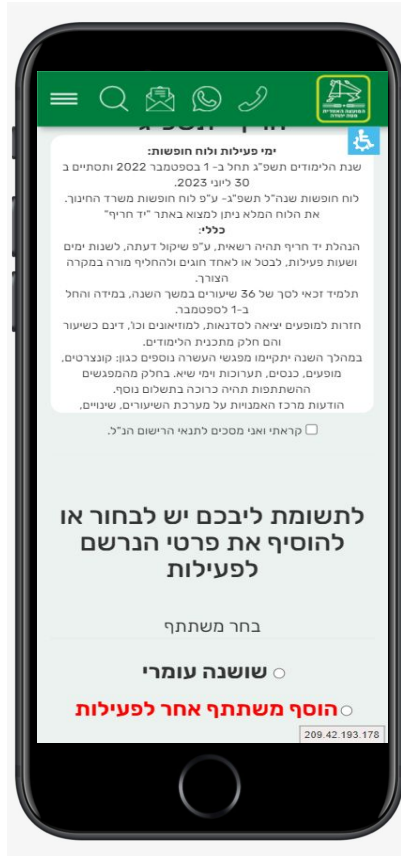 ימי פעילות ולוח חופשות:
שנת הלימודים תשפ"ג תחל ב- 1 בספטמבר 2022 ותסתיים ב
30 ליוני 2023.
לוח חופשות שנה"ל תשפ"ג- ע"פ לוח חופשות משרד החינוך.
את הלוח המלא ניתן למצוא באתר "יד חריף"
כללי:
הנהלת יד חריף תהיה רשאית, ע"פ שיקול דעתה, לשנות ימים
ושעות פעילות, לבטל או לאחד חוגים ולהחליף מורה במקרה
הצורך.
תלמיד זכאי לסך של 36 שיעורים במשך השנה, במידה והחל
ב-1 לספטמבר.
חזרות למופעים יציאה לסדנאות, למוזיאונים וכו', דינם כשיעור
והם חלק מתכנית הלימודים.
במהלך השנה יתקיימו מפגשי העשרה נוספים כגון: קונצרטים,
מופעים, כנסים, תערוכות וימי שיא. בחלק מהמפגשים
ההשתתפות תהיה כרוכה בתשלום נוסף.
הודעות מרכז האמנויות על מערכת השיעורים, שינויים,
קראתי ואני מסכים לתנאי הרישום הנ"ל.
לתשומת ליבכם יש לבחור או
להוסיף את פרטי הנרשם
לפעילות
בחר משתתף
שושנה עומרי
הוסף משתתף אחר לפעילות
209.42.193.178